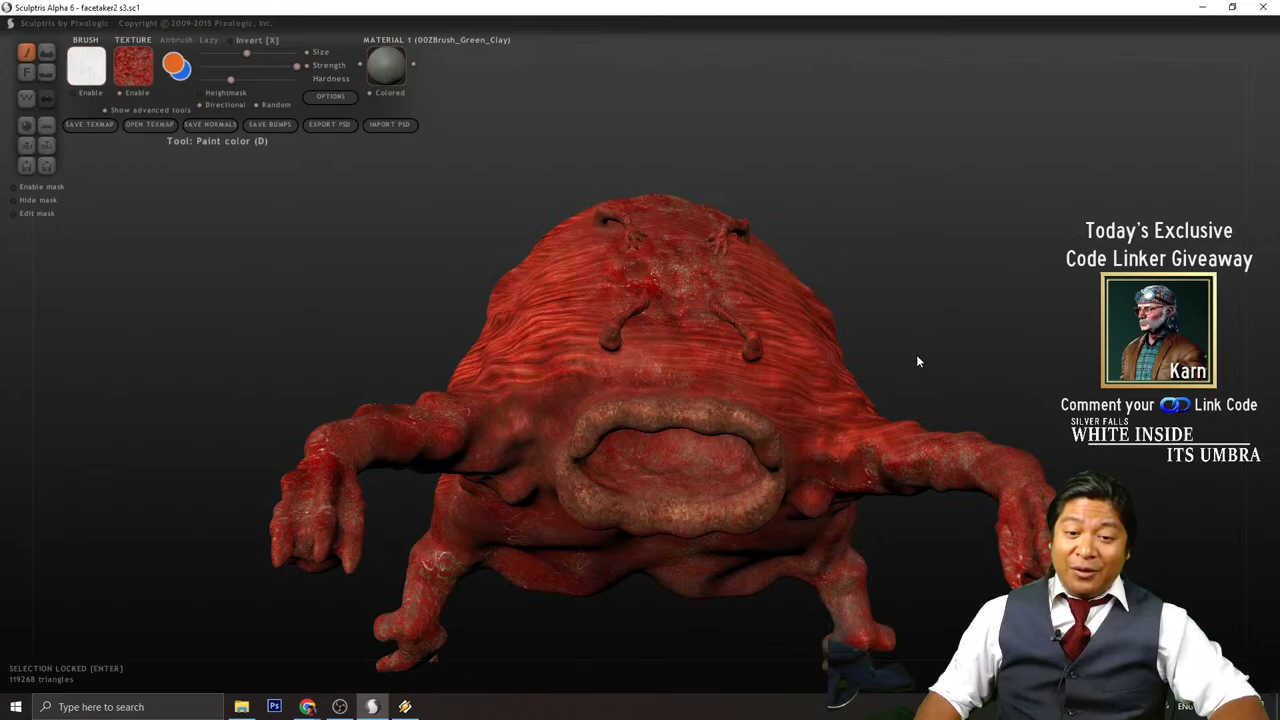 Sculptris Alpha 6 - facetaker2 s3.sc1
Sculptris by Pixologic Copyright © 2009-2015 Pixologic, Inc.
BRUSH TEXTURE Airbrush Lazy Invert [X] MATERIAL 1 (00ZBrush_Green_Clay)
Size
Strength
Hardness
Enable Enable Heightmask Colored
OPTIONS
Directional Random
Show advanced tools
SAVE TEXMAP OPEN TEXMAP SAVE NORMALS SAVE BUMPS EXPORT PSD IMPORT PSD
Tool: Paint color (D)
Enable mask
Hide mask
Edit mask
Today's Exclusive
Code Linker Giveaway
Karn
Comment your Link Code
SILVER FALLS
WHITE INSIDE
ITS UMBRA
SELECTION LOCKED [ENTER]
119268 triangles
Type here to search
ENG